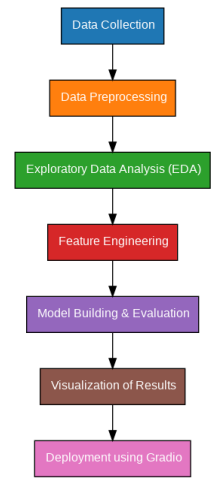 Data Collection
Data Preprocessing
Exploratory Data Analysis (EDA)
Feature Engineering
Model Building & Evaluation
Visualization of Results
Deployment using Gradio